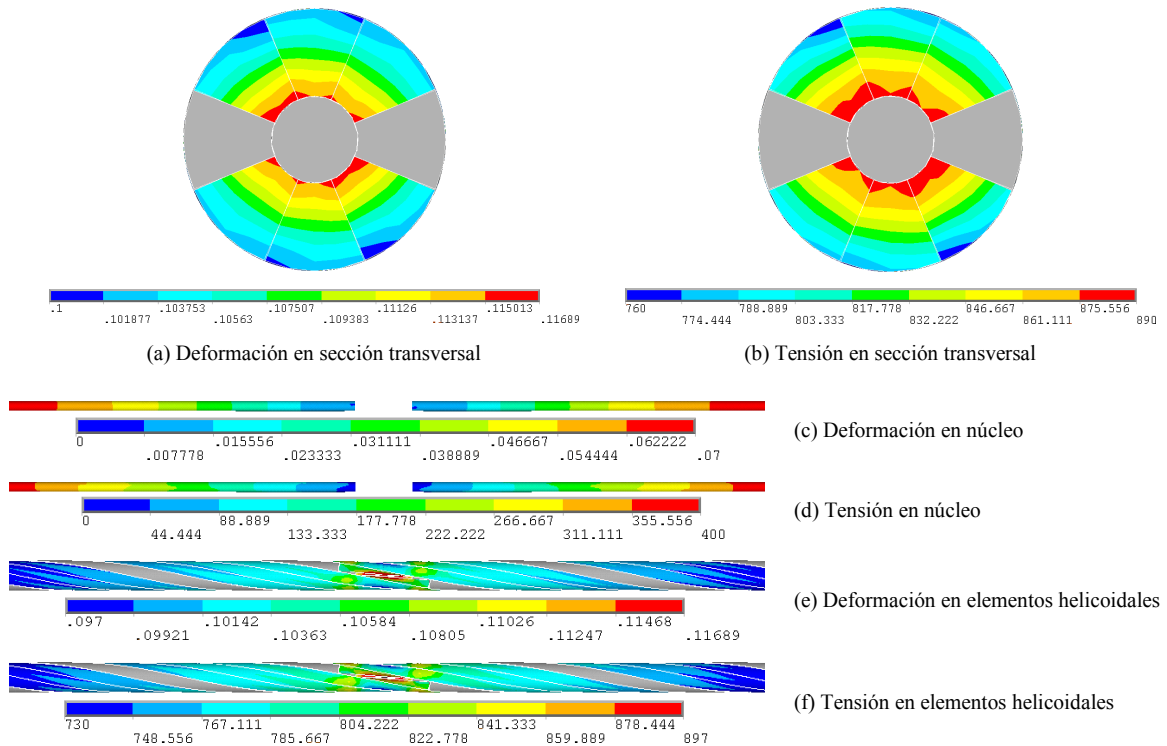 .1 .103753 .107507 .11126 .115013
.101877 .10563 .109383 .113137 .11689
760 788.889 817.778 846.667 875.556
774.444 803.333 832.222 861.111 890
(a) Deformación en sección transversal
(b) Tensión en sección transversal
0 .015556 .031111 .046667 .062222
.007778 .023333 .038889 .054444 .07
(c) Deformación en núcleo
0 88.889 177.778 266.667 355.556
44.444 133.333 222.222 311.111 400
(d) Tensión en núcleo
.097 .10142 .10584 .11026 .11468
.09921 .10363 .10805 .11247 .11689
(e) Deformación en elementos helicoidales
730 767.111 804.222 841.333 878.444
748.556 785.667 822.778 859.889 897
(f) Tensión en elementos helicoidales